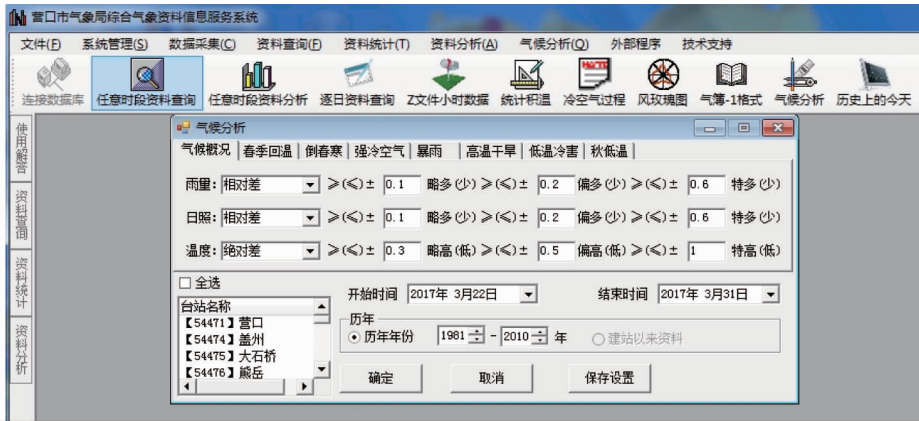 营口市气象局综合气象资料信息服务系统
文件(F) 系统管理(S) 数据采集(C) 资料查询(F) 资料统计(T) 资料分析(A) 气候分析(Q) 外部程序 技术支持
连接数据库 任意时段资料查询 任意时段资料分析 逐日资料查询 Z文件小时数据 统计积温 冷空气过程 风玫瑰图 气簿-1格式 气候分析 历史上的今天
使用解答
资料查询
资料统计
资料分析
气候分析
气候概况 春季回温 倒春寒 强冷空气 暴雨 高温干旱 低温冷害 秋低温
雨量: 相对差 ≥(≤)± 0.1 略多(少) ≥(≤)± 0.2 偏多(少) ≥(≤)± 0.6 特多(少)
日照: 相对差 ≥(≤)± 0.1 略多(少) ≥(≤)± 0.2 偏多(少) ≥(≤)± 0.6 特多(少)
温度: 绝对差 ≥(≤)± 0.3 略高(低) ≥(≤)± 0.5 偏高(低) ≥(≤)± 1 特高(低)
全选
台站名称
【54471】营口
【54474】盖州
【54475】大石桥
【54476】熊岳
开始时间 2017年 3月22日 结束时间 2017年 3月31日
历年
历年年份 1981 - 2010 年 建站以来资料
确定 取消 保存设置